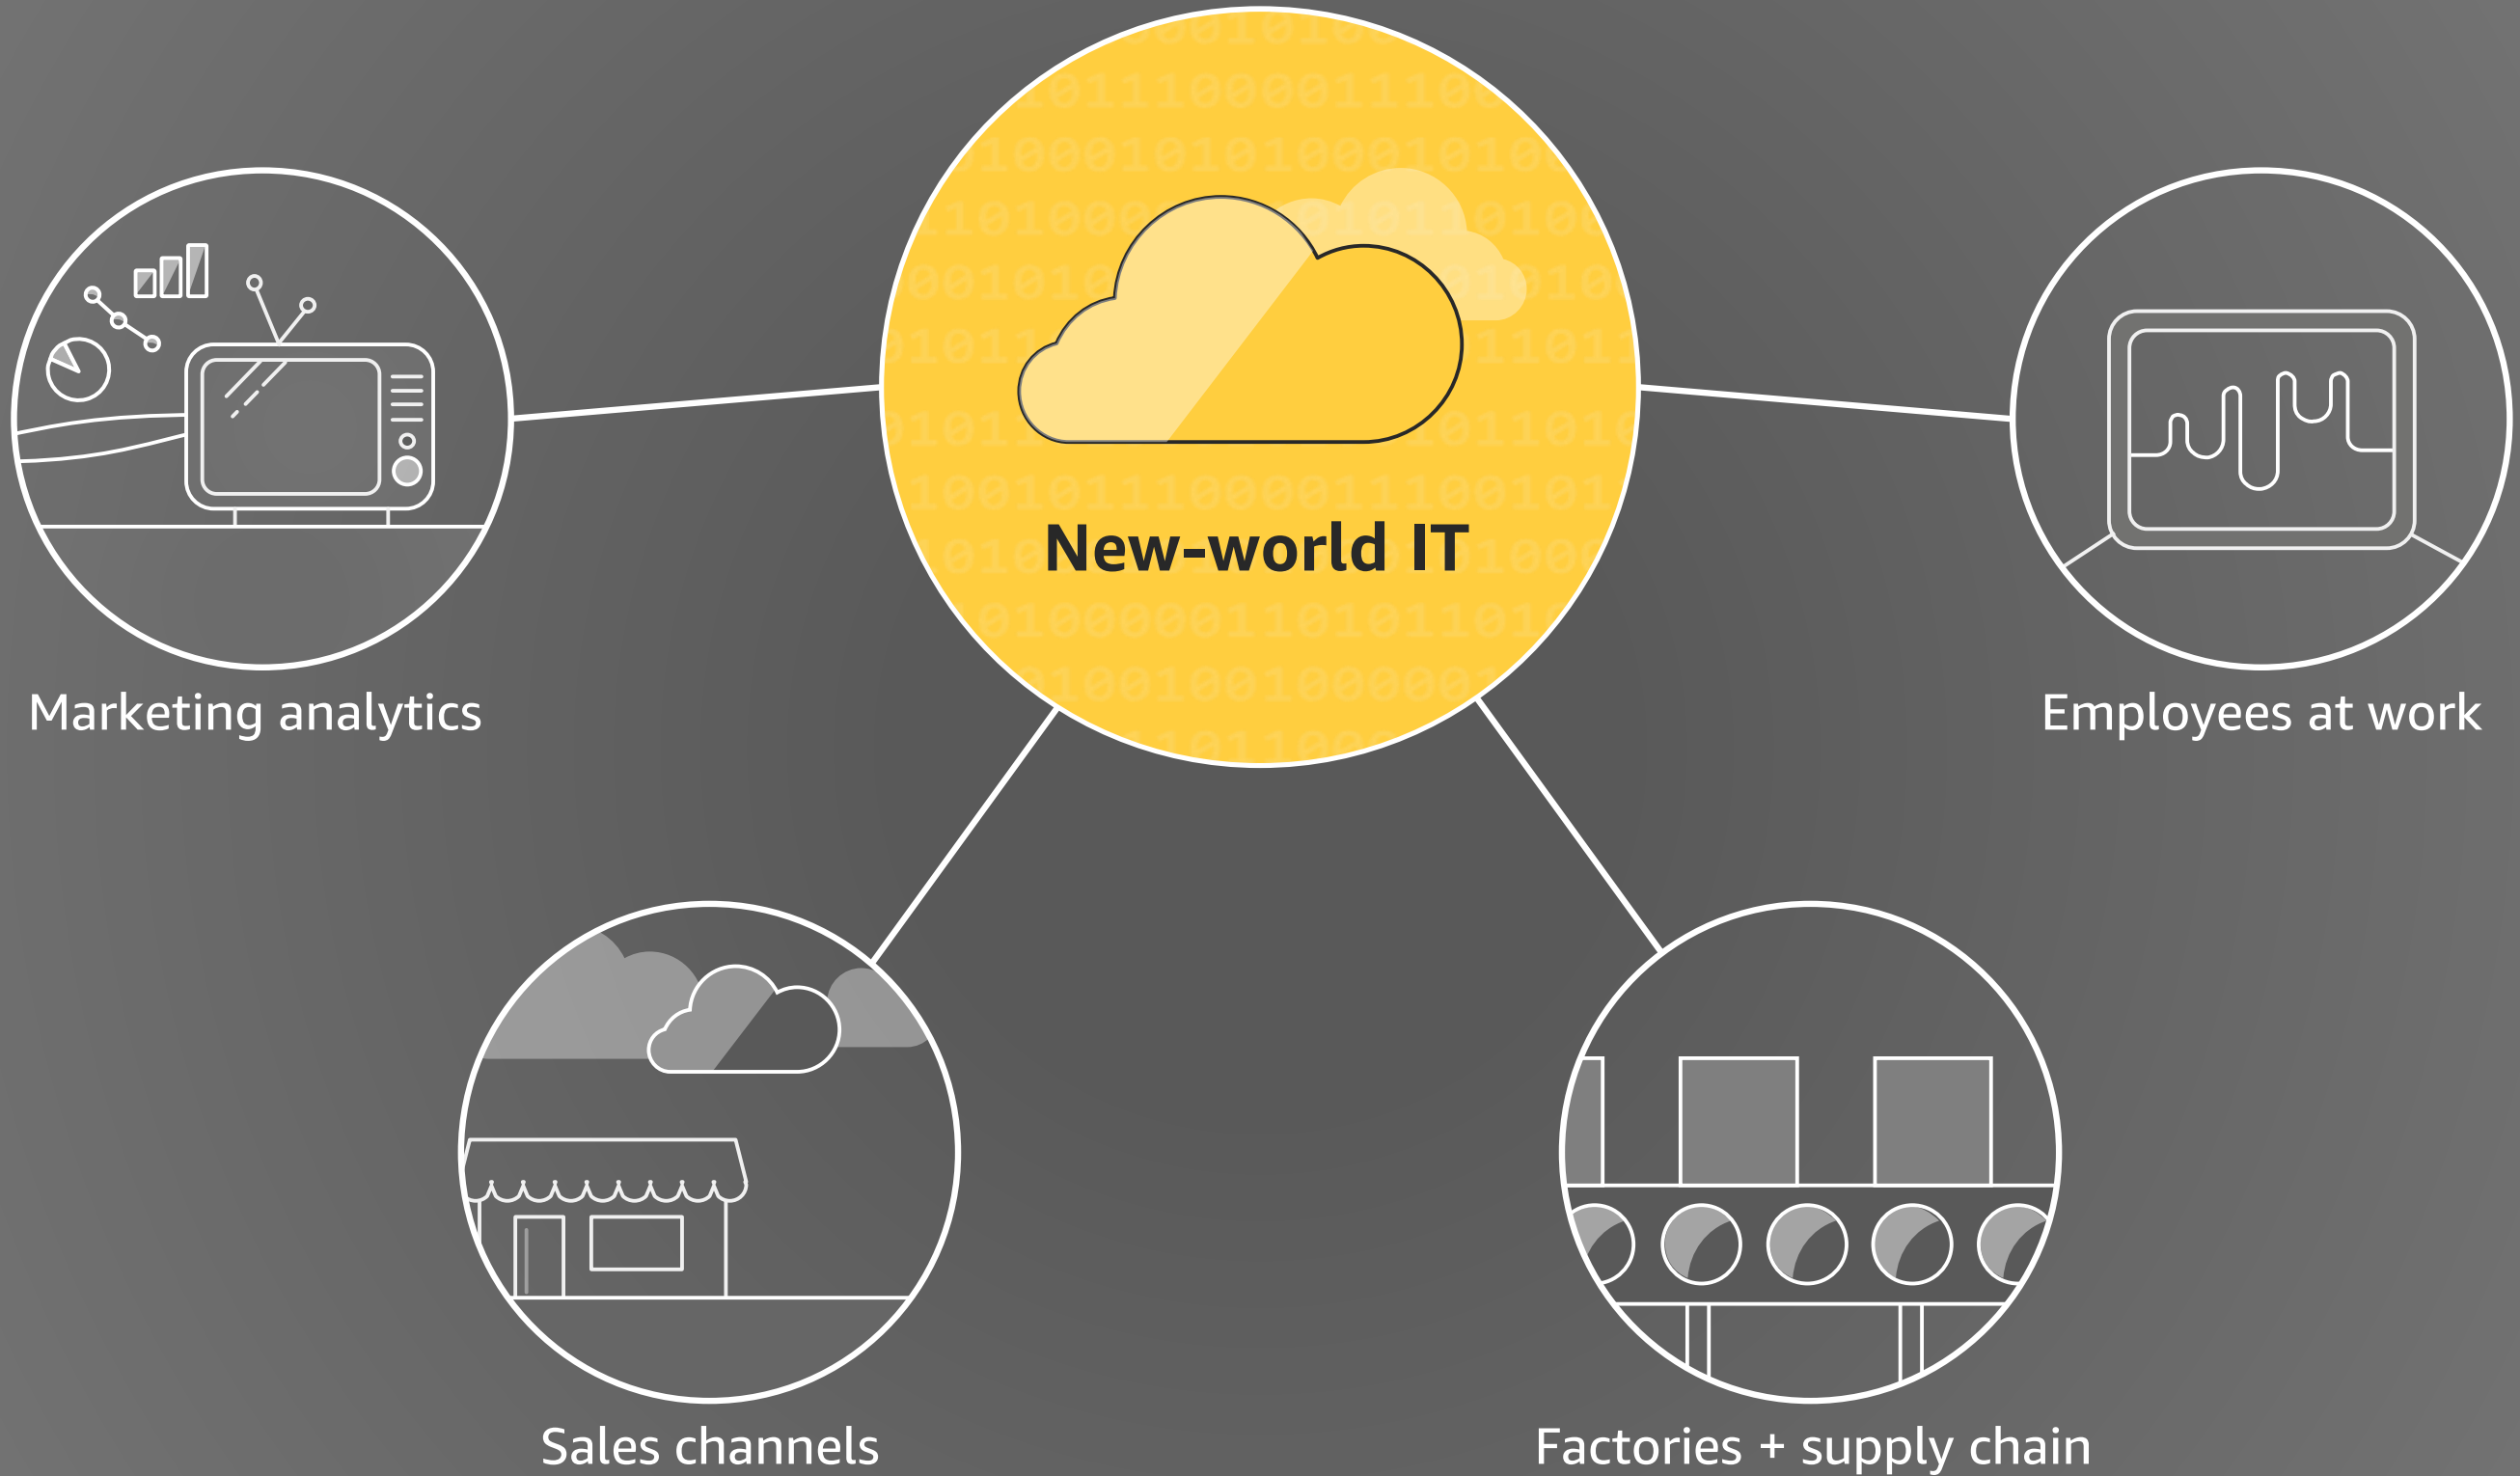 New-world IT
Marketing analytics
Employees at work
Sales channels
Factories + supply chain